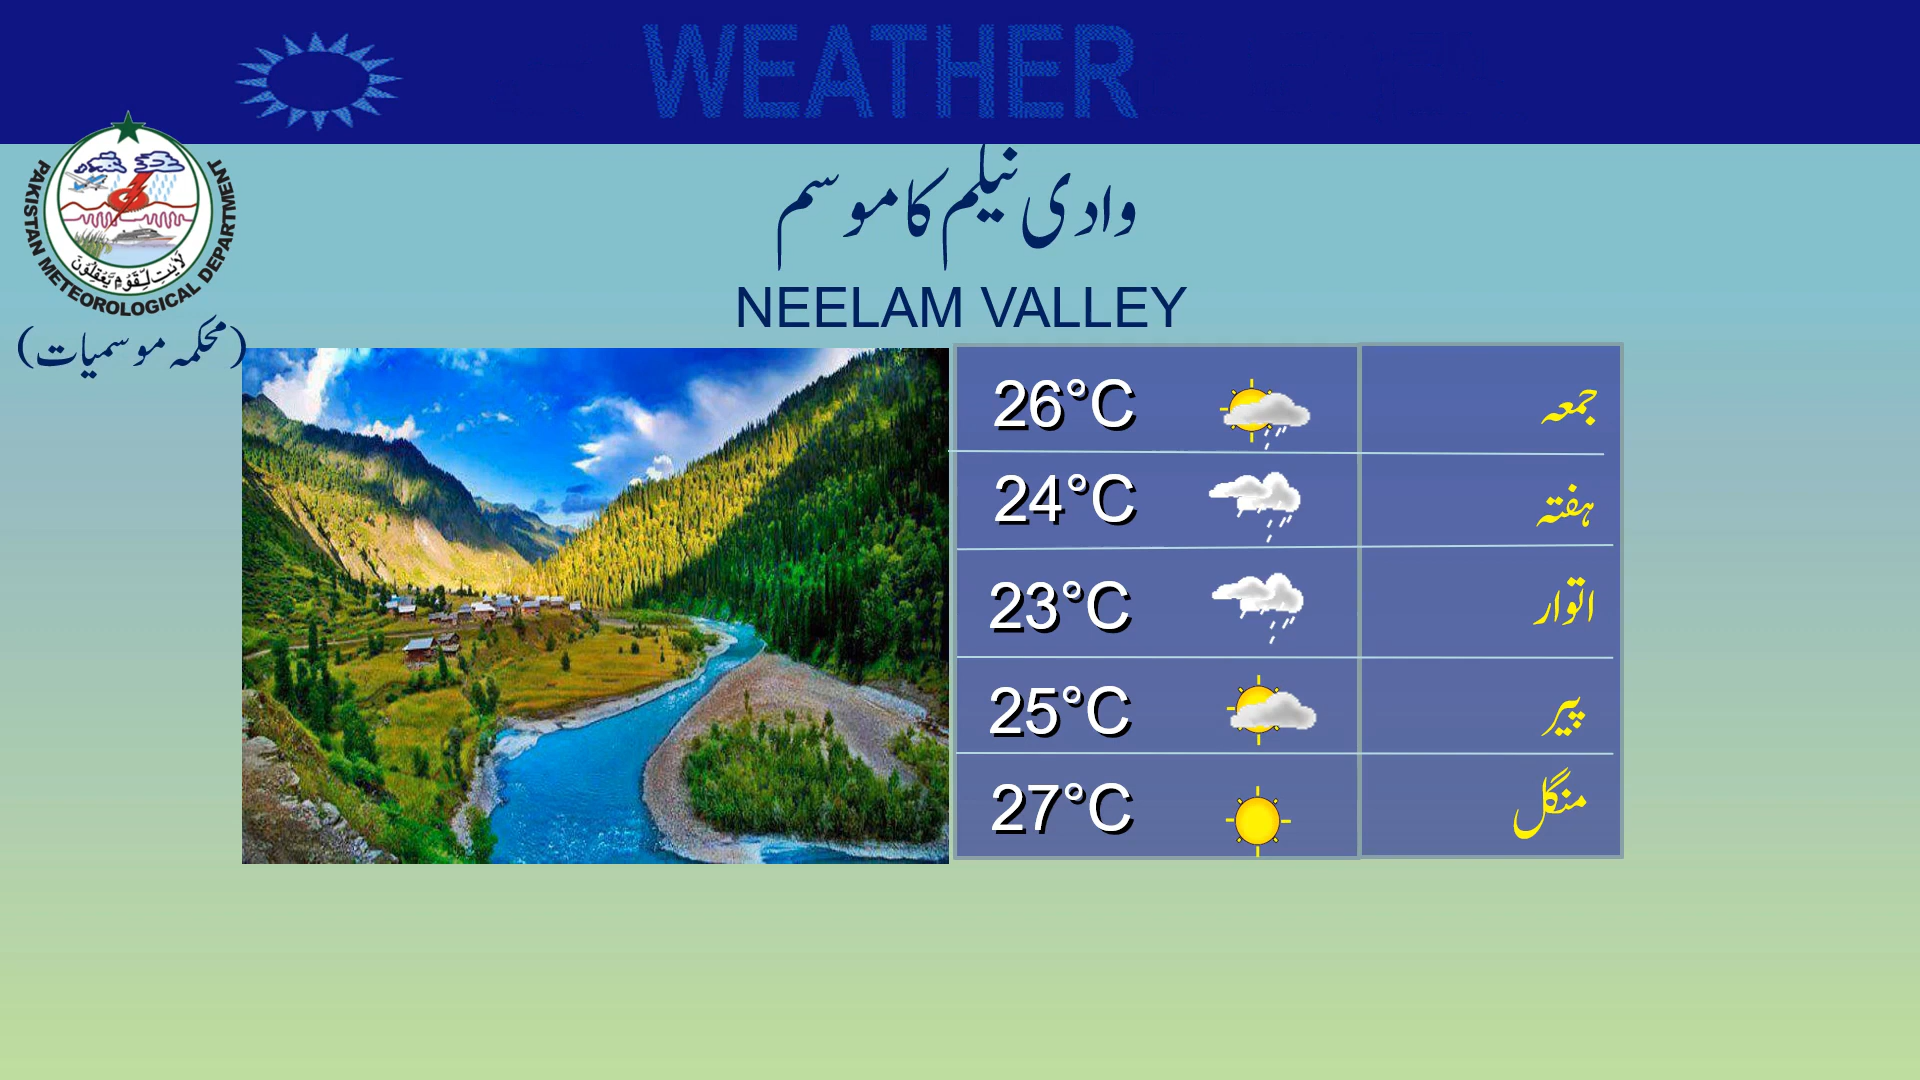 WEATHER
PAKISTAN METEOROLOGICAL DEPARTMENT
لَاٰیٰتٍ لِّقَوْمٍ یَّعْقِلُوْنَ
(محکمہ موسمیات)
وادی نیلم کا موسم
NEELAM VALLEY
26°C جمعہ
24°C ہفتہ
23°C اتوار
25°C پیر
27°C منگل